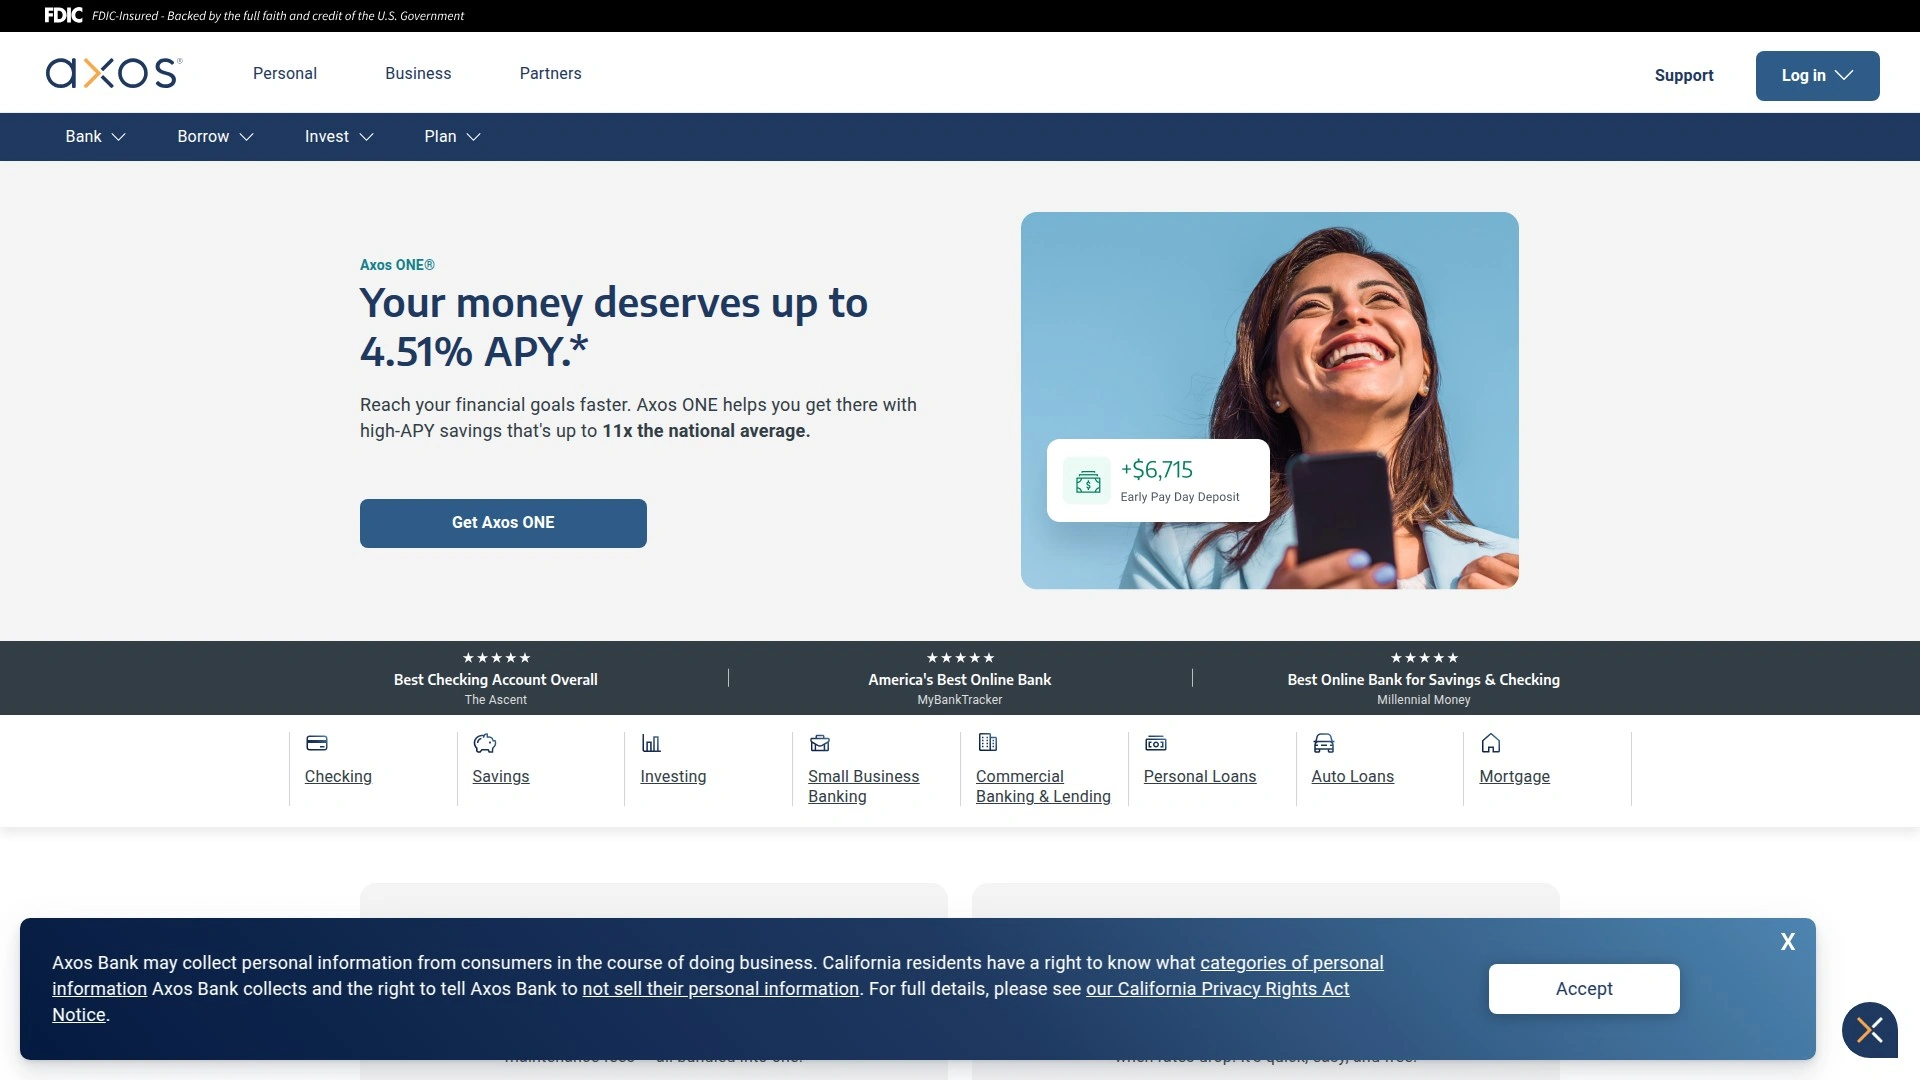 FDIC FDIC-Insured - Backed by the full faith and credit of the U.S. Government
axos®
Personal
Business
Partners
Support
Log in
Bank
Borrow
Invest
Plan
Axos ONE®
Your money deserves up to
4.51% APY.*
Reach your financial goals faster. Axos ONE helps you get there with
high-APY savings that's up to 11x the national average.
Get Axos ONE
+$6,715
Early Pay Day Deposit
★★★★★
Best Checking Account Overall
The Ascent
★★★★★
America's Best Online Bank
MyBankTracker
★★★★★
Best Online Bank for Savings & Checking
Millennial Money
Checking
Savings
Investing
Small Business
Banking
Commercial
Banking & Lending
Personal Loans
Auto Loans
Mortgage
X
Axos Bank may collect personal information from consumers in the course of doing business. California residents have a right to know what categories of personal
information Axos Bank collects and the right to tell Axos Bank to not sell their personal information. For full details, please see our California Privacy Rights Act
Notice.
Accept